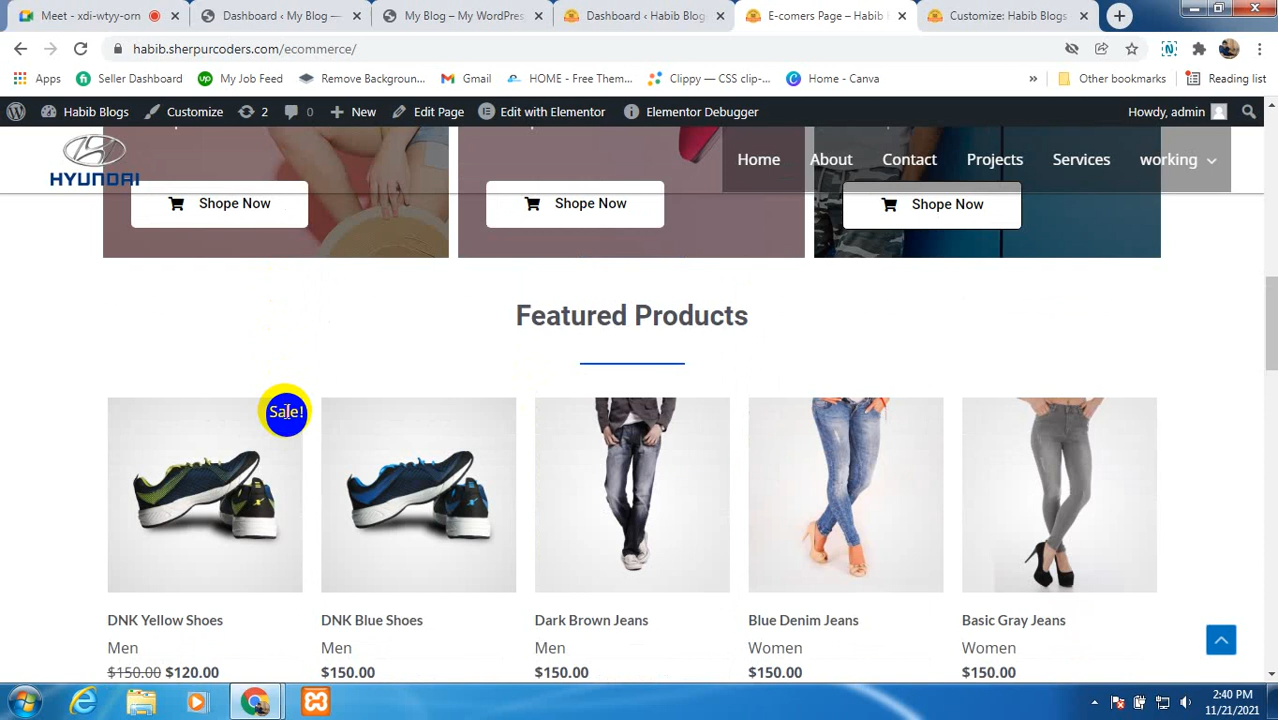 Meet - xdi-wtyy-orn
Dashboard ‹ My Blog —
My Blog – My WordPres
Dashboard ‹ Habib Blog
E-comers Page – Habib
Customize: Habib Blogs
habib.sherpurcoders.com/ecommerce/
Apps
Seller Dashboard
My Job Feed
Remove Backgroun...
Gmail
HOME - Free Them...
Clippy — CSS clip-...
Home - Canva
»
Other bookmarks
Reading list
Habib Blogs
Customize
2
0
New
Edit Page
Edit with Elementor
Elementor Debugger
Howdy, admin
HYUNDAI
Home
About
Contact
Projects
Services
working
Shope Now
Shope Now
Shope Now
Featured Products
Sale!
DNK Yellow Shoes
Men
$150.00 $120.00
DNK Blue Shoes
Men
$150.00
Dark Brown Jeans
Men
$150.00
Blue Denim Jeans
Women
$150.00
Basic Gray Jeans
Women
$150.00
2:40 PM
11/21/2021